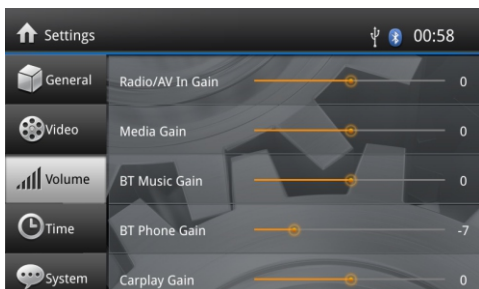 Settings 00:58
General
Radio/AV In Gain 0
Video
Media Gain 0
Volume
BT Music Gain 0
Time
BT Phone Gain -7
System
Carplay Gain 0